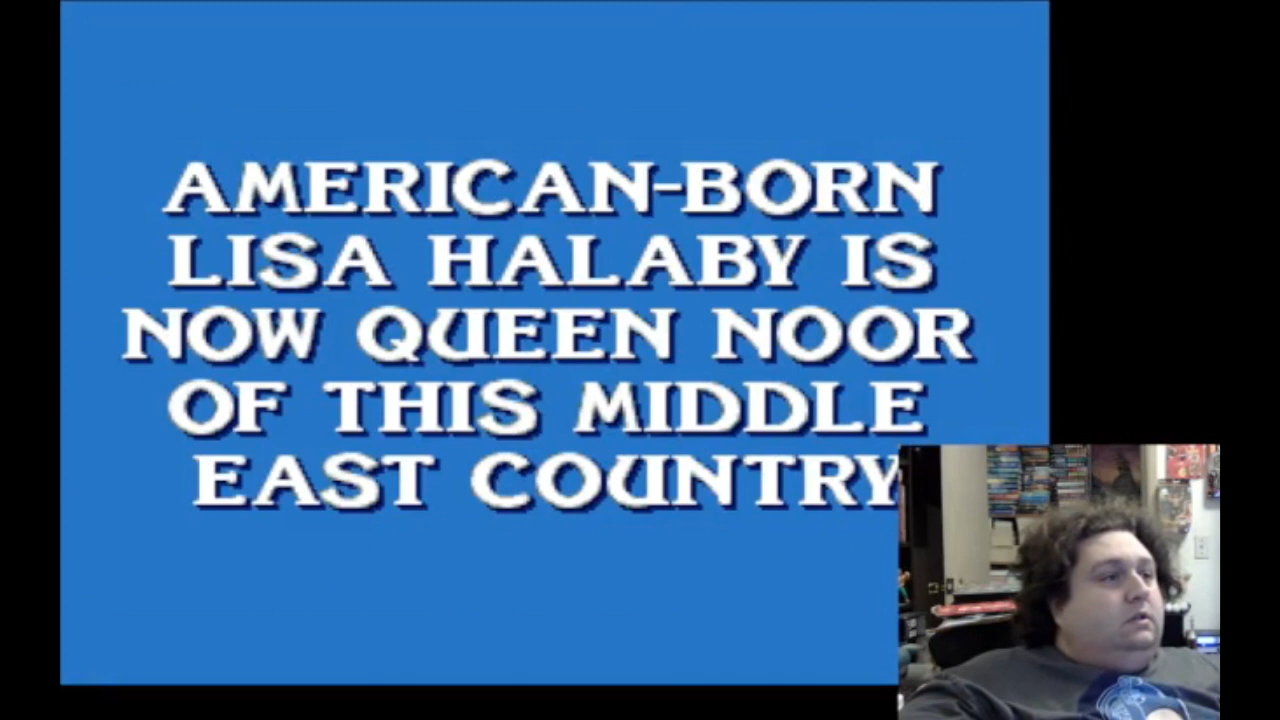 AMERICAN-BORN
LISA HALABY IS
NOW QUEEN NOOR
OF THIS MIDDLE
EAST COUNTRY